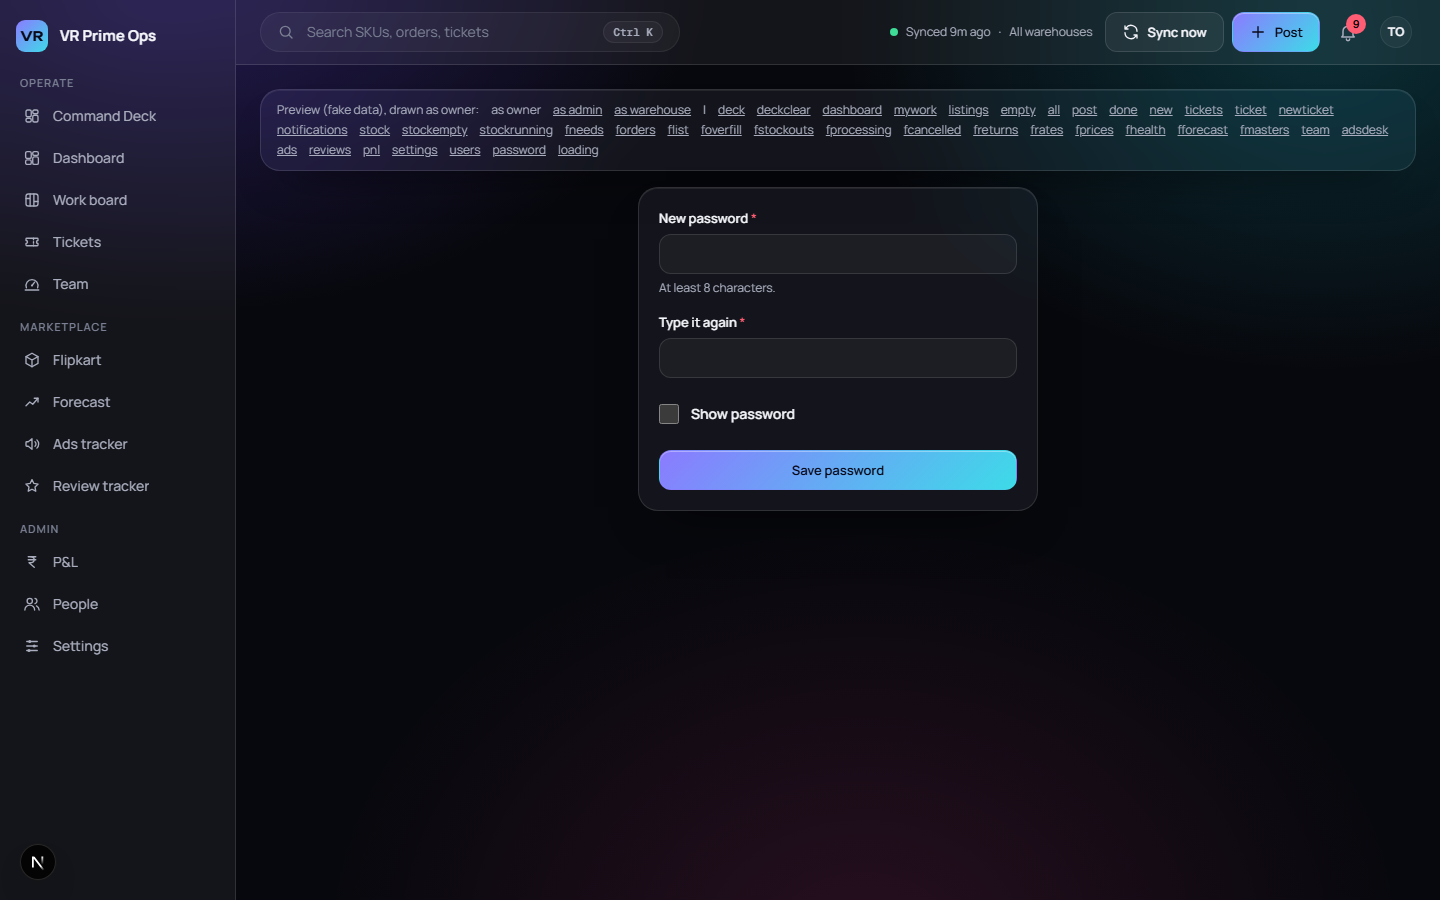 VR VR Prime Ops
Search SKUs, orders, tickets Ctrl K
Synced 9m ago · All warehouses
Sync now
+ Post
9
TO
OPERATE
Command Deck
Dashboard
Work board
Tickets
Team
MARKETPLACE
Flipkart
Forecast
Ads tracker
Review tracker
ADMIN
₹ P&L
People
Settings
N
Preview (fake data), drawn as owner: as owner as admin as warehouse | deck deckclear dashboard mywork listings empty all post done new tickets ticket newticket
notifications stock stockempty stockrunning fneeds forders flist foverfill fstockouts fprocessing fcancelled freturns frates fprices fhealth fforecast fmasters team adsdesk
ads reviews pnl settings users password loading
New password *
At least 8 characters.
Type it again *
Show password
Save password